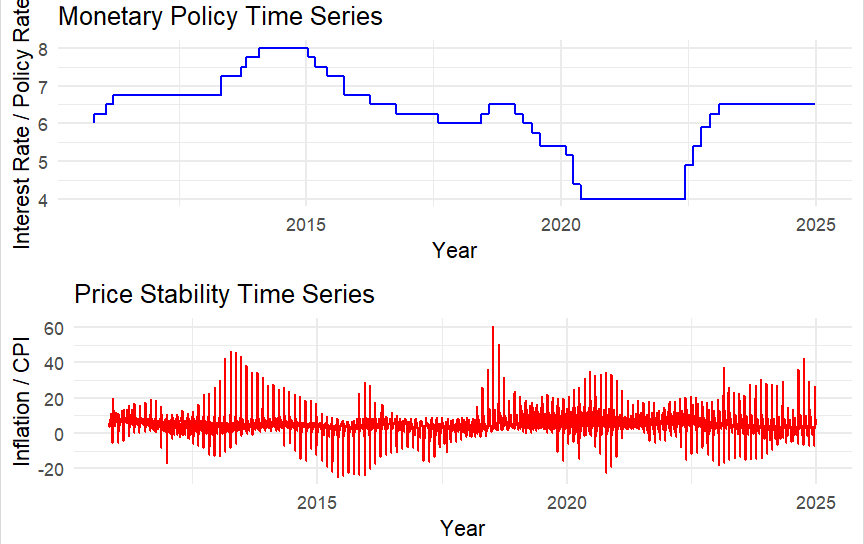 Monetary Policy Time Series
Interest Rate / Policy Rate
8
7
6
5
4
2015 2020 2025
Year
Price Stability Time Series
Inflation / CPI
60
40
20
0
-20
2015 2020 2025
Year